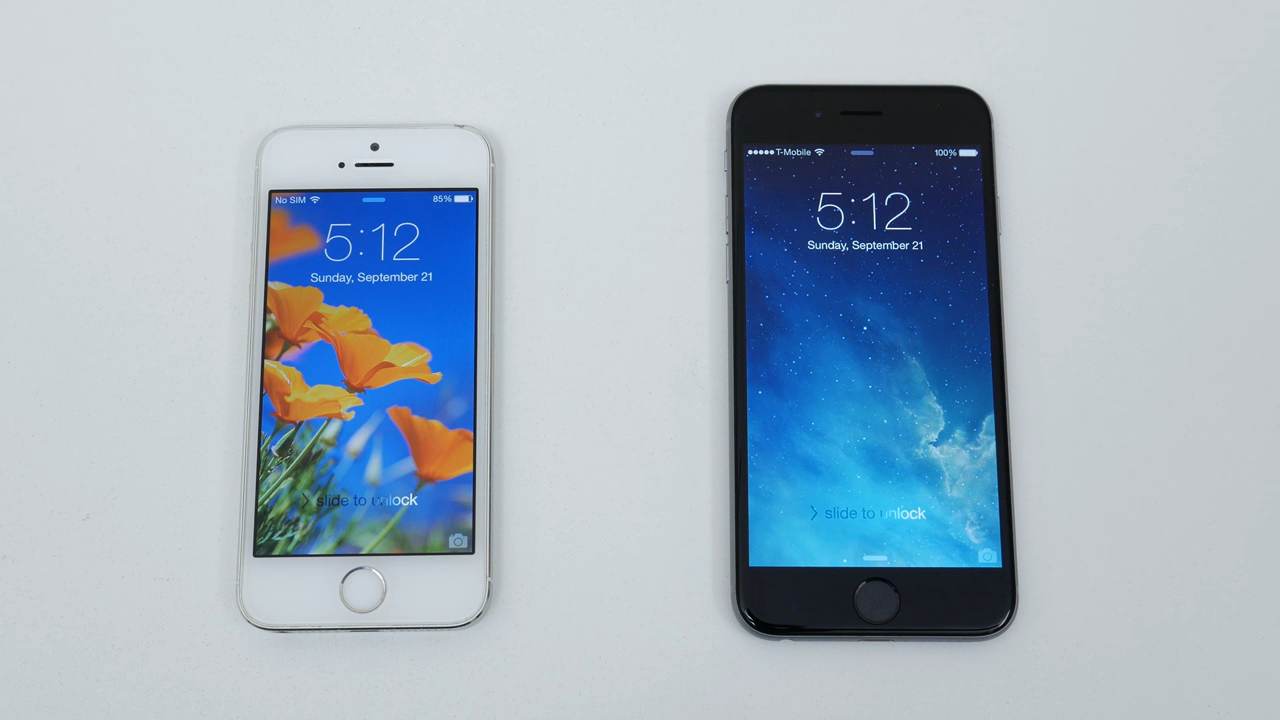 No SIM 85%
5:12
Sunday, September 21
slide to unlock
T-Mobile 100%
5:12
Sunday, September 21
slide to unlock